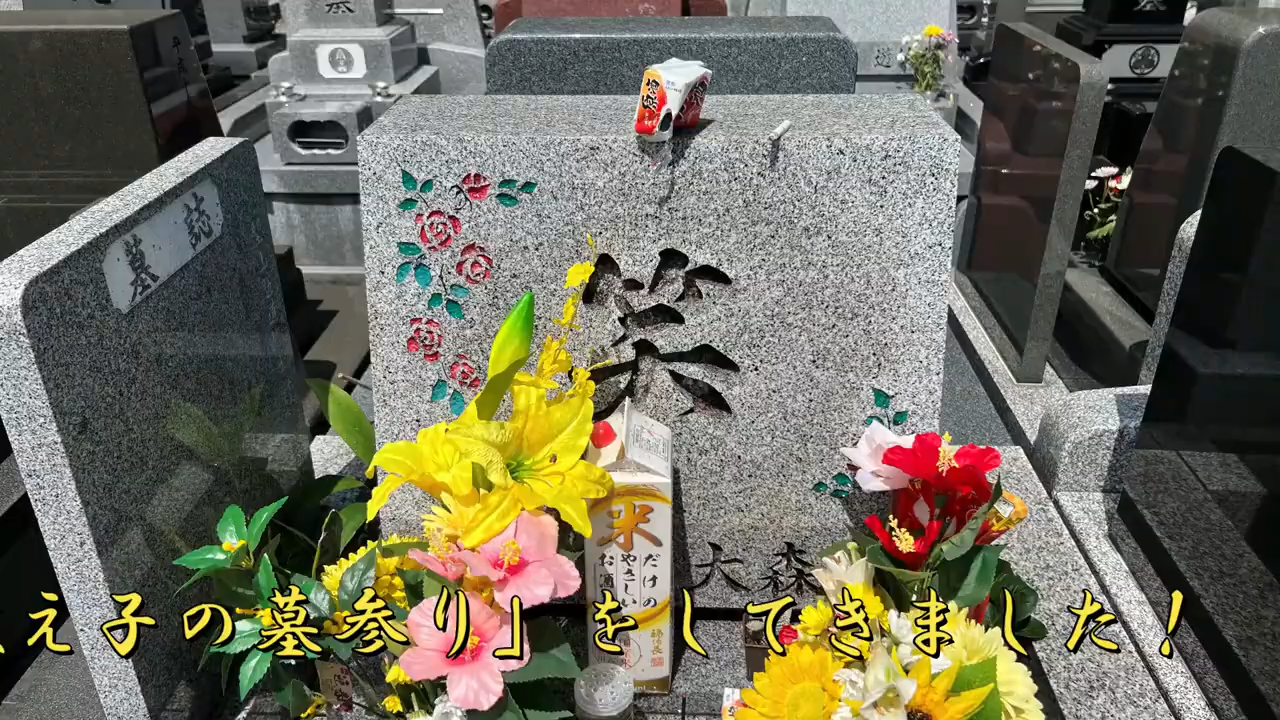 墓誌
笑
米
だけの
やさしい
お酒
大森
え子の墓参り」をしてきました!